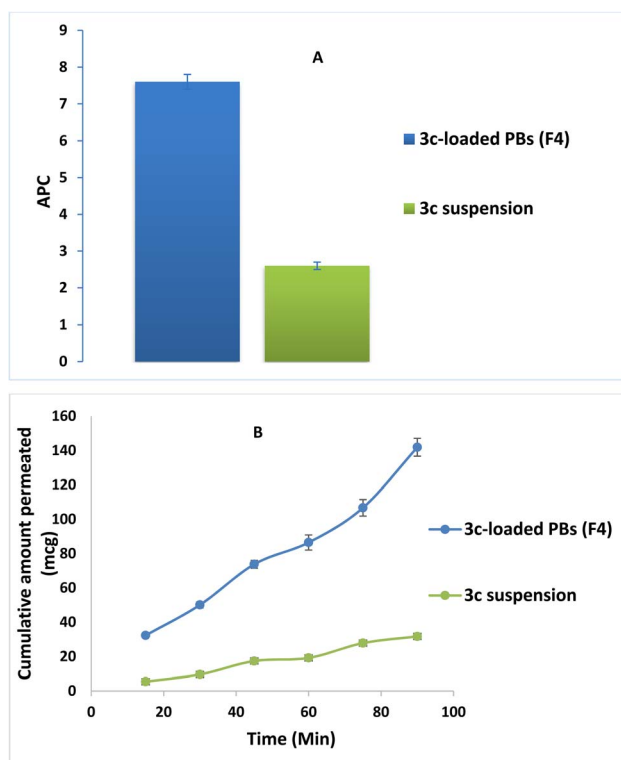 A
9
8
7
6
5
4
3
2
1
0
APC
3c-loaded PBs (F4)
3c suspension
B
160
140
120
100
80
60
40
20
0
Cumulative amount permeated
(mcg)
3c-loaded PBs (F4)
3c suspension
0 20 40 60 80 100
Time (Min)